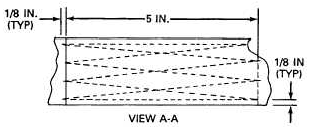 1/8 IN.
(TYP)
5 IN.
1/8 IN
(TYP)
VIEW A-A